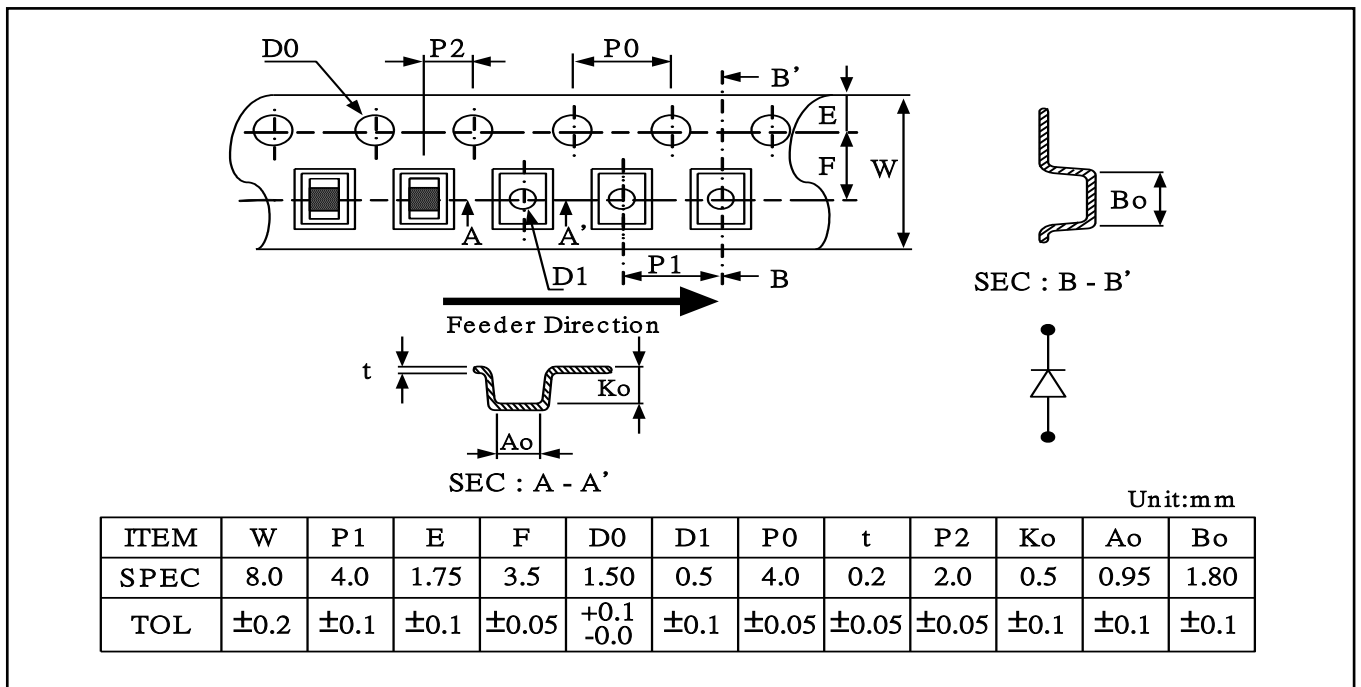 D0
P2
P0
B'
E
F
W
A
A'
D1
P1
B
Feeder Direction
Bo
SEC : B - B'
t
Ko
Ao
SEC : A - A'
Unit:mm
ITEM W P1 E F D0 D1 P0 t P2 Ko Ao Bo
SPEC 8.0 4.0 1.75 3.5 1.50 0.5 4.0 0.2 2.0 0.5 0.95 1.80
TOL ±0.2 ±0.1 ±0.1 ±0.05 +0.1 -0.0 ±0.1 ±0.05 ±0.05 ±0.05 ±0.1 ±0.1 ±0.1